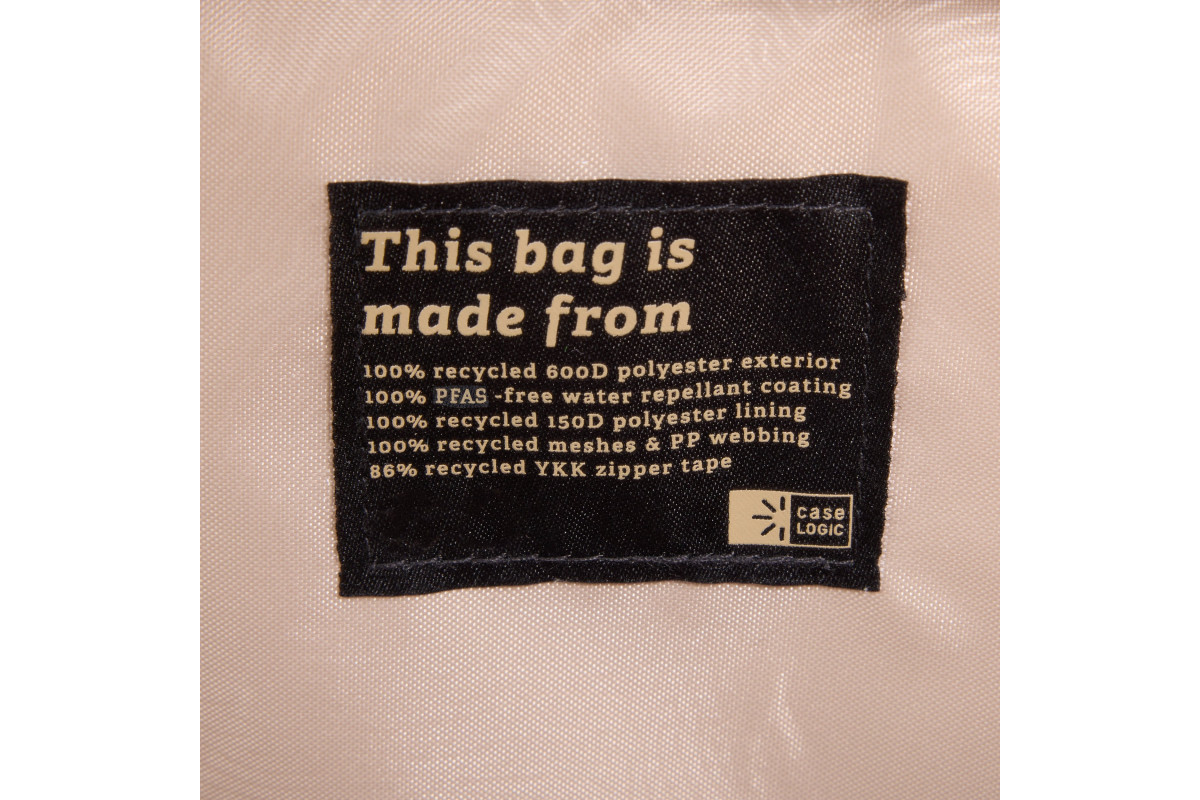 This bag is
made from
100% recycled 600D polyester exterior
100% PFAS -free water repellant coating
100% recycled 150D polyester lining
100% recycled meshes & PP webbing
86% recycled YKK zipper tape
case
LOGIC